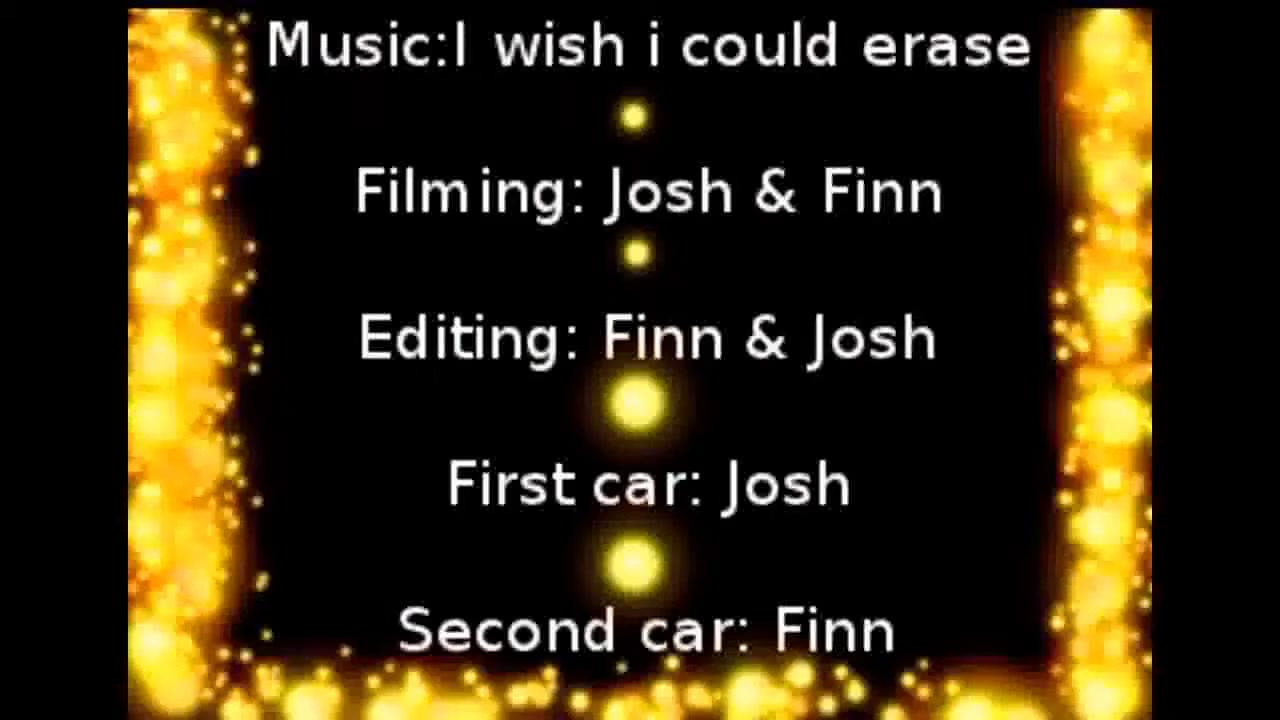 Music:I wish i could erase
Filming: Josh & Finn
Editing: Finn & Josh
First car: Josh
Second car: Finn